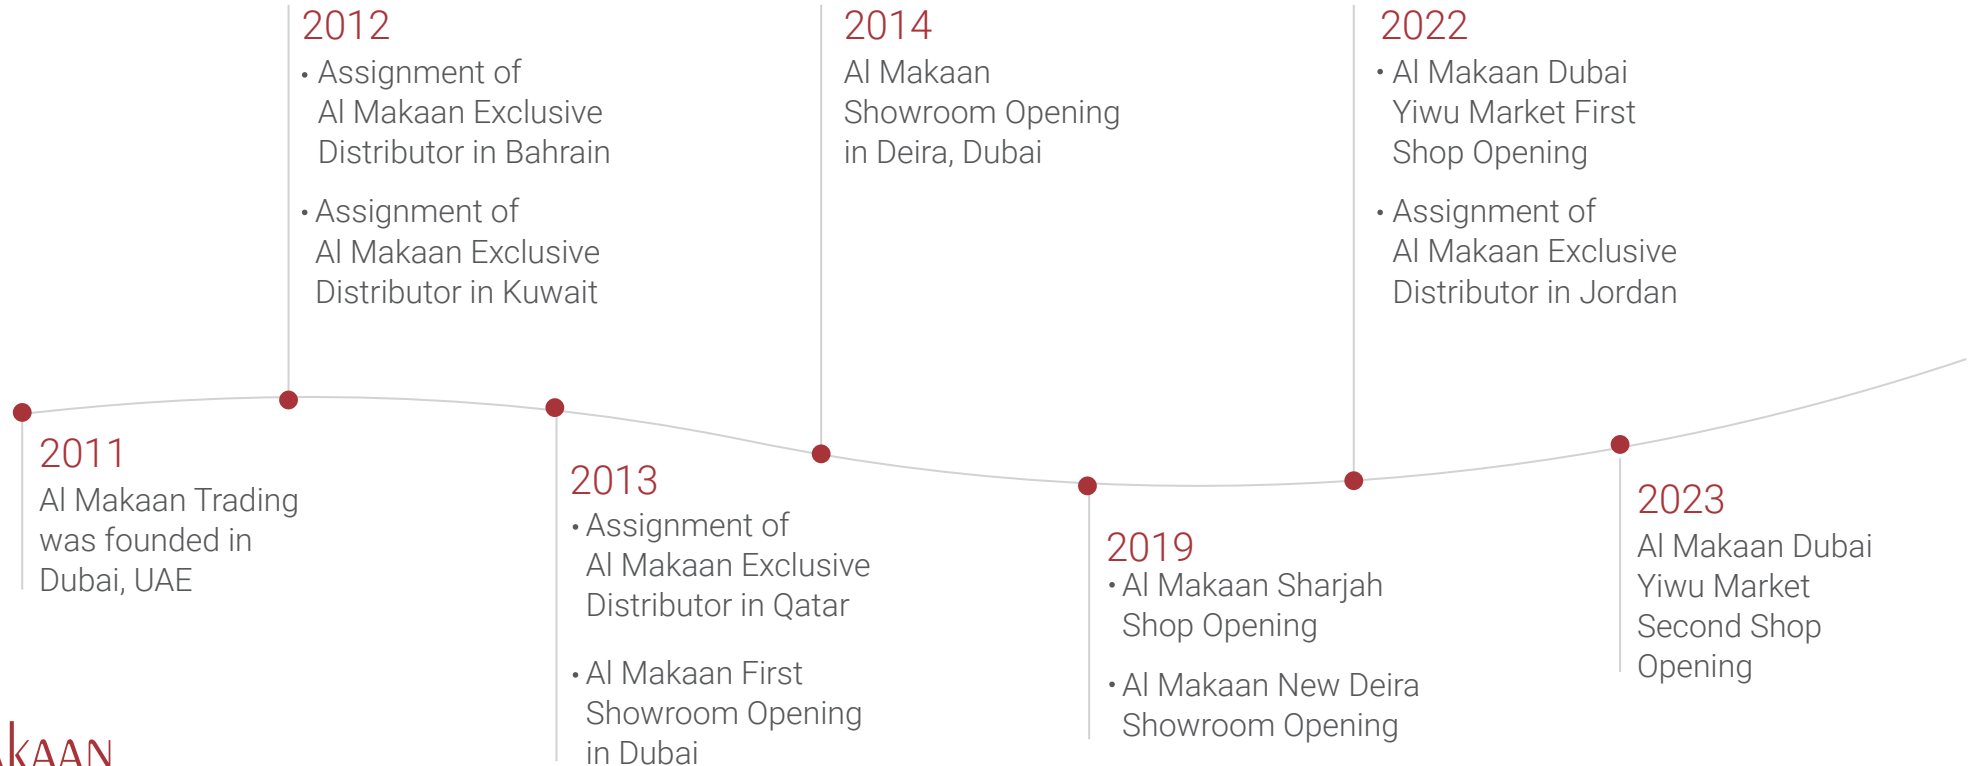 2012
• Assignment of
Al Makaan Exclusive
Distributor in Bahrain
• Assignment of
Al Makaan Exclusive
Distributor in Kuwait
2014
Al Makaan
Showroom Opening
in Deira, Dubai
2022
• Al Makaan Dubai
Yiwu Market First
Shop Opening
• Assignment of
Al Makaan Exclusive
Distributor in Jordan
2011
Al Makaan Trading
was founded in
Dubai, UAE
2013
• Assignment of
Al Makaan Exclusive
Distributor in Qatar
• Al Makaan First
Showroom Opening
in Dubai
2019
• Al Makaan Sharjah
Shop Opening
• Al Makaan New Deira
Showroom Opening
2023
Al Makaan Dubai
Yiwu Market
Second Shop
Opening